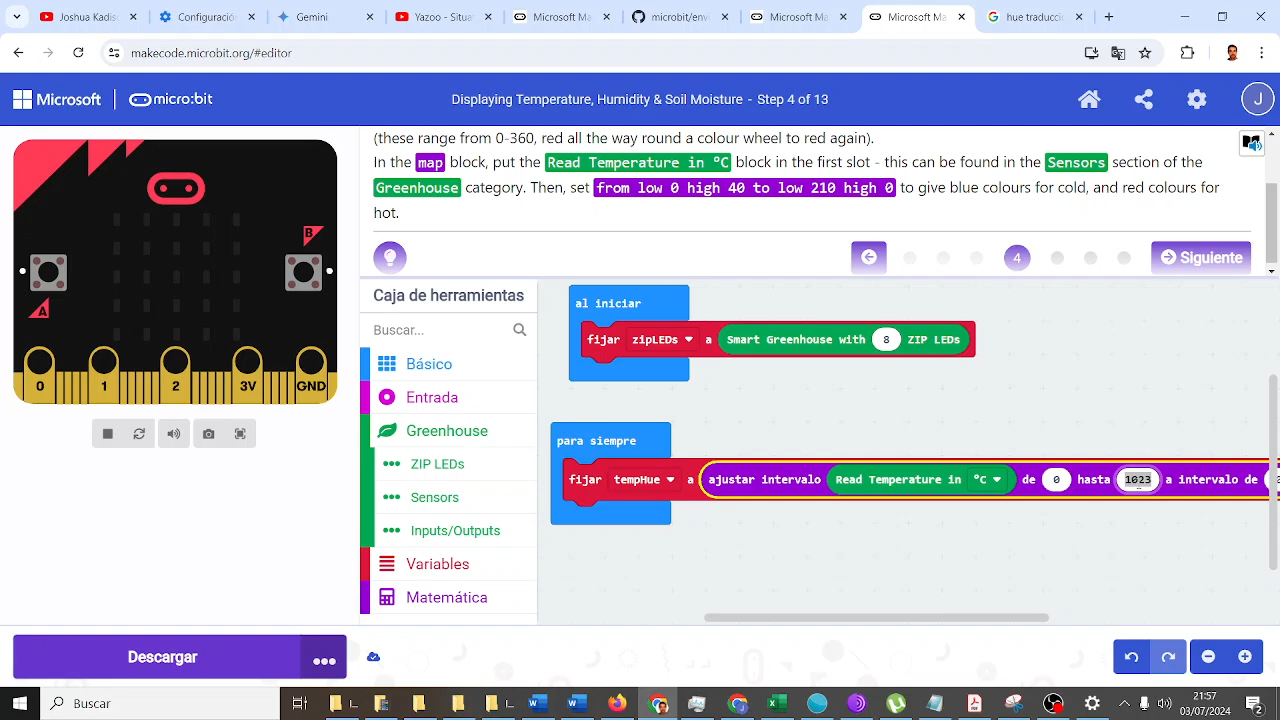 Joshua Kadis
Configuració
Gemini
Yazoo - Situa
Microsoft M
microbit/env
Microsoft Ma
Microsoft Ma
hue traducci
makecode.microbit.org/#editor
Microsoft
micro:bit
Displaying Temperature, Humidity & Soil Moisture - Step 4 of 13
J
(these range from 0-360, red all the way round a colour wheel to red again).
In the map block, put the Read Temperature in °C block in the first slot - this can be found in the Sensors section of the
Greenhouse category. Then, set from low 0 high 40 to low 210 high 0 to give blue colours for cold, and red colours for
hot.
4
Siguiente
B
A
0 1 2 3V GND
Caja de herramientas
Buscar...
Básico
Entrada
Greenhouse
ZIP LEDs
Sensors
Inputs/Outputs
Variables
Matemática
al iniciar
fijar zipLEDs a Smart Greenhouse with 8 ZIP LEDs
para siempre
fijar tempHue a ajustar intervalo Read Temperature in °C de 0 hasta 1023 a intervalo de
Descargar
Buscar
21:57
03/07/2024
2